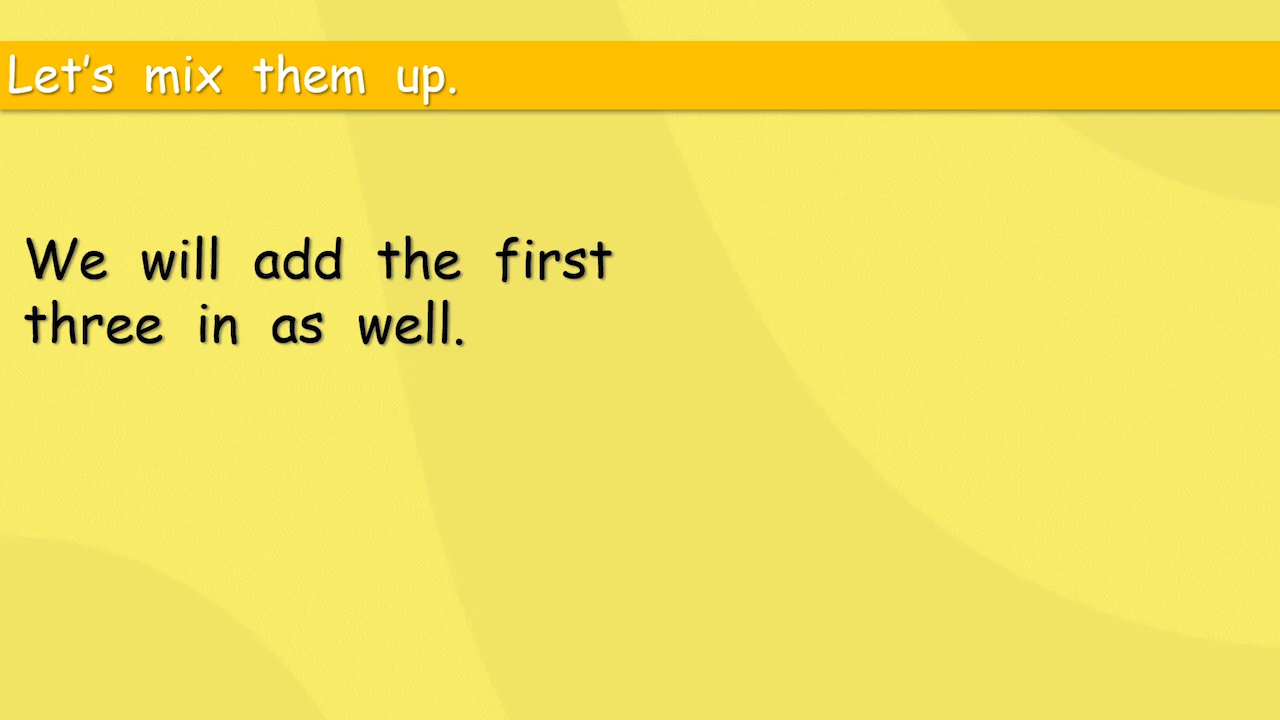 Let's mix them up.
We will add the first
three in as well.